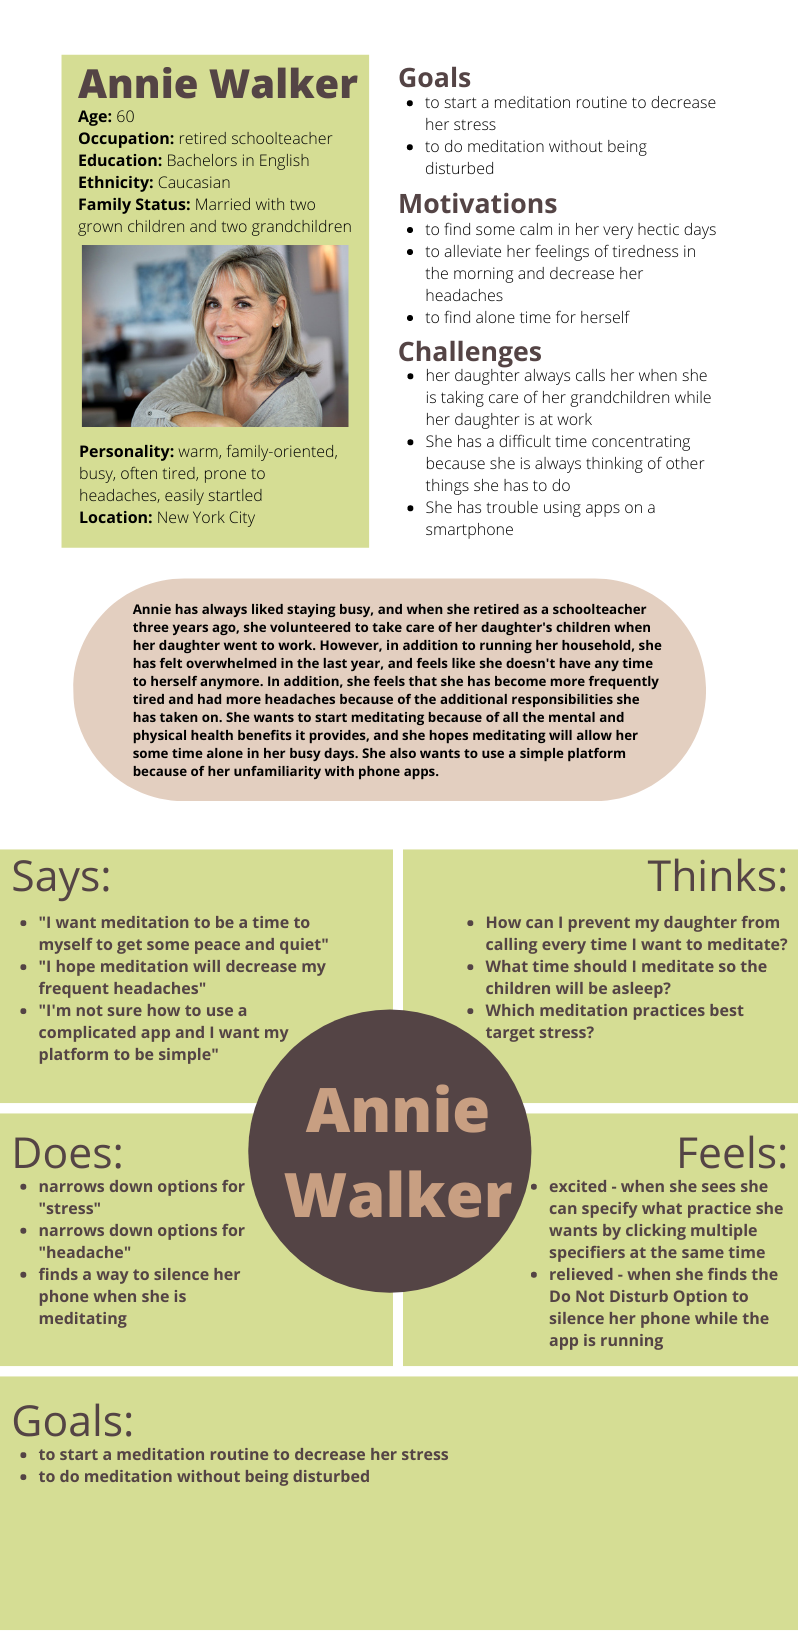 Annie Walker
Age: 60
Occupation: retired schoolteacher
Education: Bachelors in English
Ethnicity: Caucasian
Family Status: Married with two
grown children and two grandchildren
Personality: warm, family-oriented,
busy, often tired, prone to
headaches, easily startled
Location: New York City
Goals
• to start a meditation routine to decrease
her stress
• to do meditation without being
disturbed
Motivations
• to find some calm in her very hectic days
• to alleviate her feelings of tiredness in
the morning and decrease her
headaches
• to find alone time for herself
Challenges
• her daughter always calls her when she
is taking care of her grandchildren while
her daughter is at work
• She has a difficult time concentrating
because she is always thinking of other
things she has to do
• She has trouble using apps on a
smartphone
Annie has always liked staying busy, and when she retired as a schoolteacher
three years ago, she volunteered to take care of her daughter's children when
her daughter went to work. However, in addition to running her household, she
has felt overwhelmed in the last year, and feels like she doesn't have any time
to herself anymore. In addition, she feels that she has become more frequently
tired and had more headaches because of the additional responsibilities she
has taken on. She wants to start meditating because of all the mental and
physical health benefits it provides, and she hopes meditating will allow her
some time alone in her busy days. She also wants to use a simple platform
because of her unfamiliarity with phone apps.
Says:
• "I want meditation to be a time to
myself to get some peace and quiet"
• "I hope meditation will decrease my
frequent headaches"
• "I'm not sure how to use a
complicated app and I want my
platform to be simple"
Thinks:
• How can I prevent my daughter from
calling every time I want to meditate?
• What time should I meditate so the
children will be asleep?
• Which meditation practices best
target stress?
Annie
Walker
Does:
• narrows down options for
"stress"
• narrows down options for
"headache"
• finds a way to silence her
phone when she is
meditating
Feels:
• excited - when she sees she
can specify what practice she
wants by clicking multiple
specifiers at the same time
• relieved - when she finds the
Do Not Disturb Option to
silence her phone while the
app is running
Goals:
• to start a meditation routine to decrease her stress
• to do meditation without being disturbed